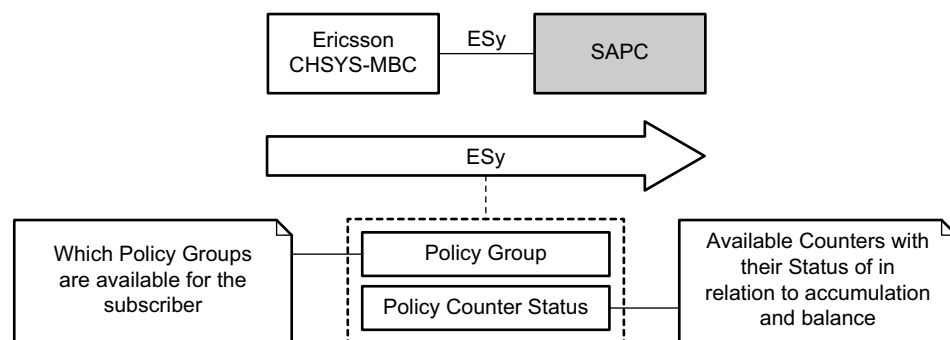 Ericsson
CHSYS-MBC
ESy
SAPC
ESy
Which Policy Groups
are available for the
subscriber
Policy Group
Policy Counter Status
Available Counters with
their Status of in
relation to accumulation
and balance